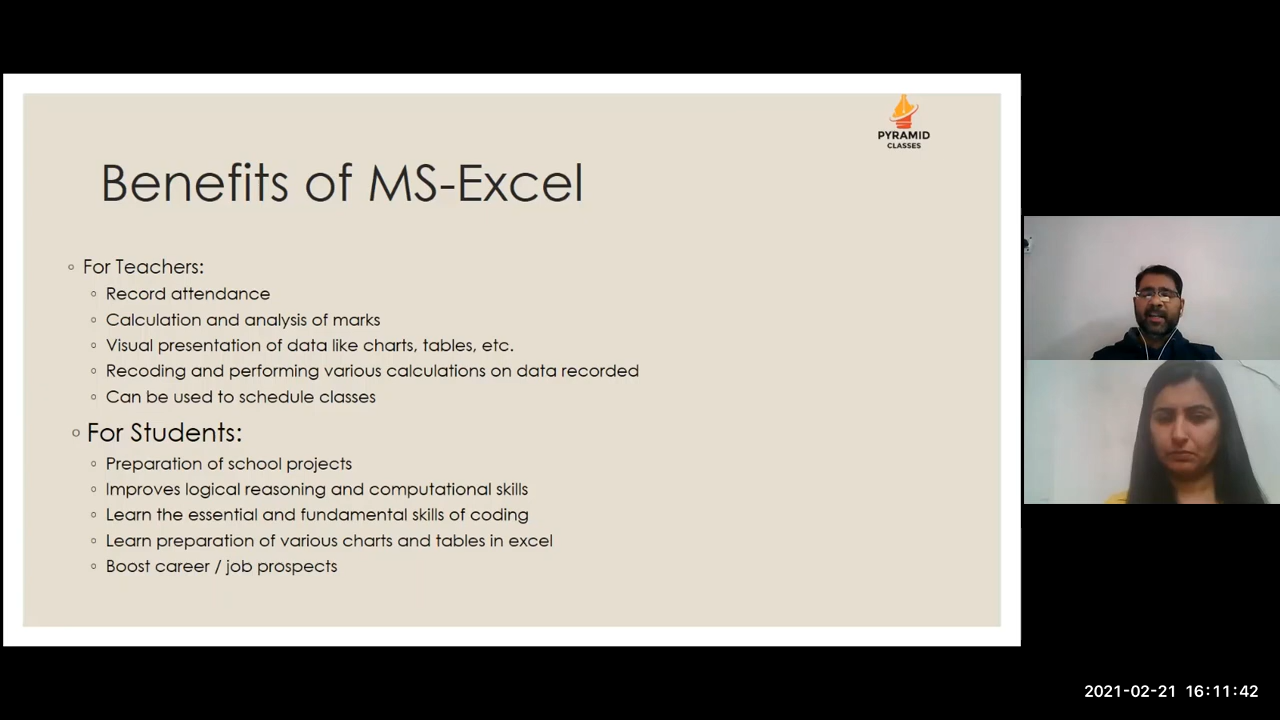 PYRAMID
CLASSES
Benefits of MS-Excel
◦ For Teachers:
◦ Record attendance
◦ Calculation and analysis of marks
◦ Visual presentation of data like charts, tables, etc.
◦ Recoding and performing various calculations on data recorded
◦ Can be used to schedule classes
◦ For Students:
◦ Preparation of school projects
◦ Improves logical reasoning and computational skills
◦ Learn the essential and fundamental skills of coding
◦ Learn preparation of various charts and tables in excel
◦ Boost career / job prospects
2021-02-21 16:11:42